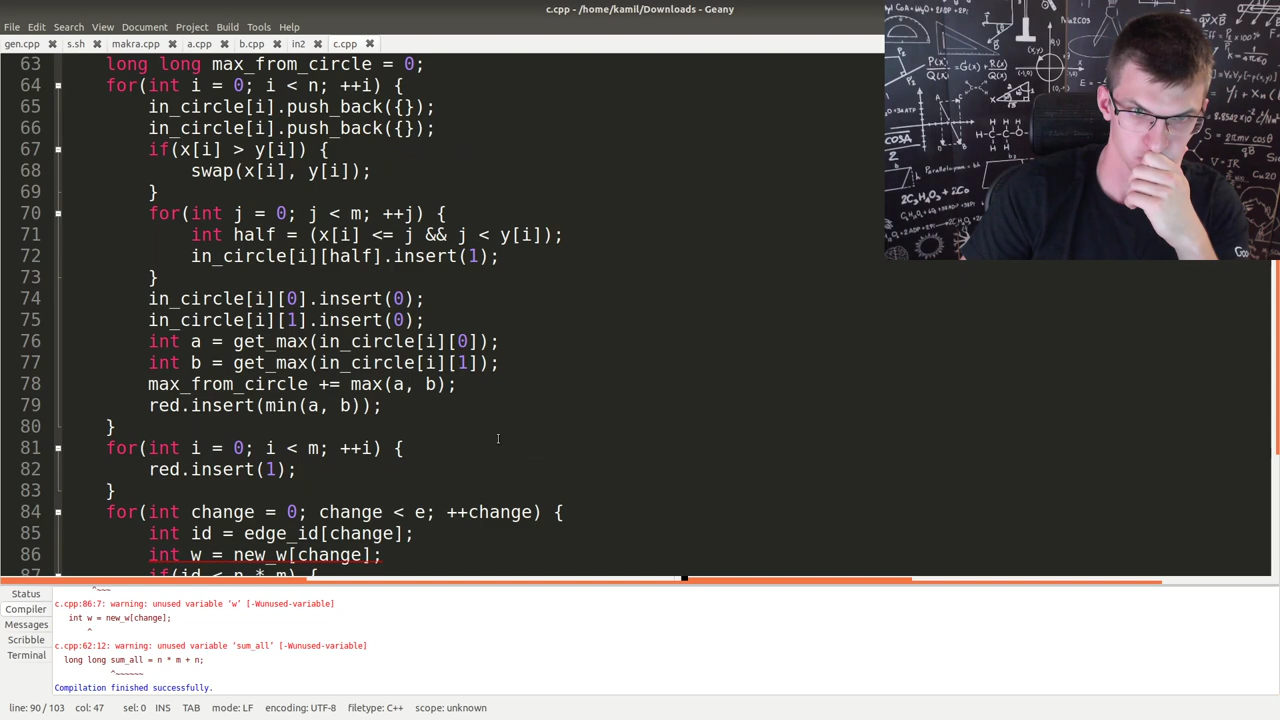 c.cpp - /home/kamil/Downloads - Geany
File Edit Search View Document Project Build Tools Help
gen.cpp s.sh makra.cpp a.cpp b.cpp in2 c.cpp
63 long long max_from_circle = 0;
64 for(int i = 0; i < n; ++i) {
65 in_circle[i].push_back({});
66 in_circle[i].push_back({});
67 if(x[i] > y[i]) {
68 swap(x[i], y[i]);
69 }
70 for(int j = 0; j < m; ++j) {
71 int half = (x[i] <= j && j < y[i]);
72 in_circle[i][half].insert(1);
73 }
74 in_circle[i][0].insert(0);
75 in_circle[i][1].insert(0);
76 int a = get_max(in_circle[i][0]);
77 int b = get_max(in_circle[i][1]);
78 max_from_circle += max(a, b);
79 red.insert(min(a, b));
80 }
81 for(int i = 0; i < m; ++i) {
82 red.insert(1);
83 }
84 for(int change = 0; change < e; ++change) {
85 int id = edge_id[change];
86 int w = new_w[change];
87 if(id < n * m) {
Status
Compiler
Messages
Scribble
Terminal
^~~~
c.cpp:86:7: warning: unused variable ‘w’ [-Wunused-variable]
int w = new_w[change];
^
c.cpp:62:12: warning: unused variable ‘sum_all’ [-Wunused-variable]
long long sum_all = n * m + n;
^~~~~~~
Compilation finished successfully.
line: 90 / 103 col: 47 sel: 0 INS TAB mode: LF encoding: UTF-8 filetype: C++ scope: unknown